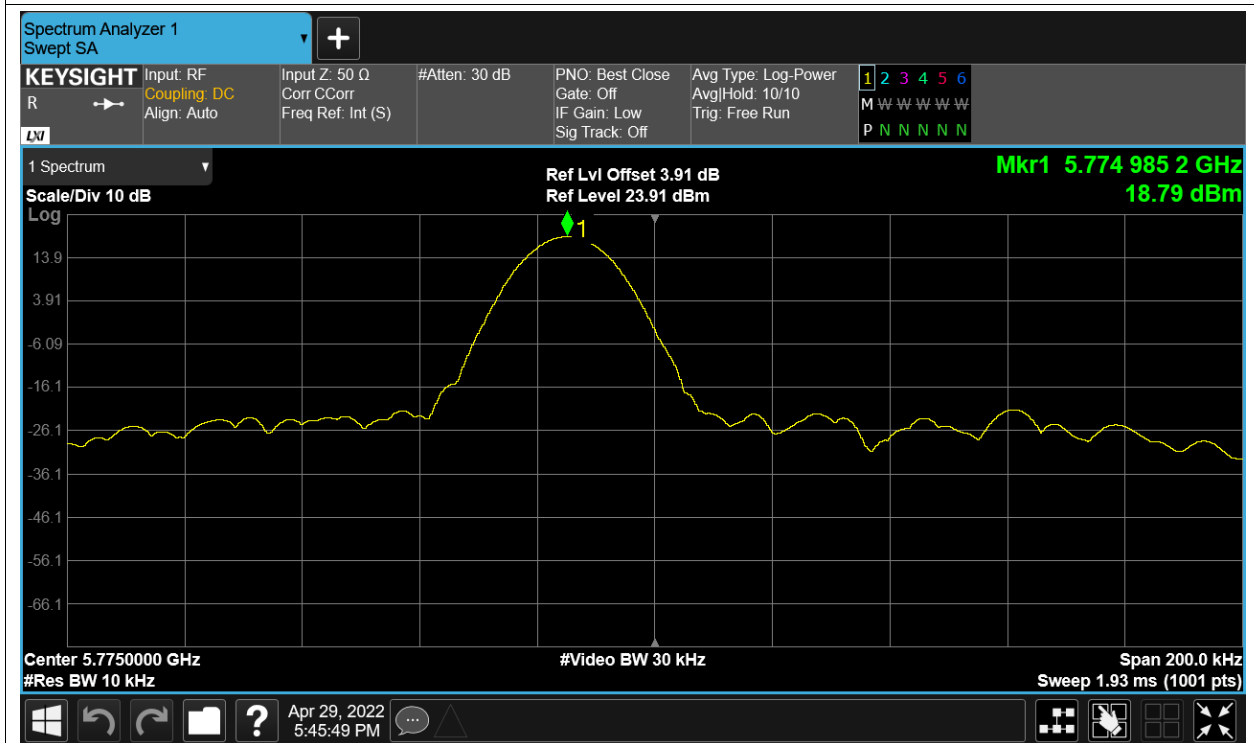 Spectrum Analyzer 1
Swept SA
+
KEYSIGHT
R
LXI
Input: RF
Coupling: DC
Align: Auto
Input Z: 50 Ω
Corr CCorr
Freq Ref: Int (S)
#Atten: 30 dB
PNO: Best Close
Gate: Off
IF Gain: Low
Sig Track: Off
Avg Type: Log-Power
Avg|Hold: 10/10
Trig: Free Run
1 2 3 4 5 6
M W W W W W
P N N N N N
1 Spectrum
Scale/Div 10 dB
Log
Ref Lvl Offset 3.91 dB
Ref Level 23.91 dBm
Mkr1 5.774 985 2 GHz
18.79 dBm
1
13.9
3.91
-6.09
-16.1
-26.1
-36.1
-46.1
-56.1
-66.1
Center 5.7750000 GHz
#Res BW 10 kHz
#Video BW 30 kHz
Span 200.0 kHz
Sweep 1.93 ms (1001 pts)
?
Apr 29, 2022
5:45:49 PM